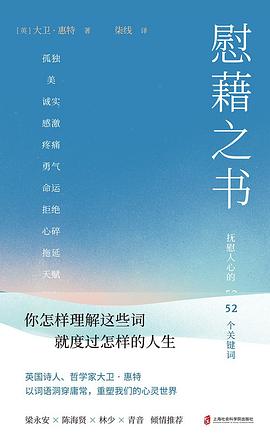 [英]大卫·惠特 著 柒线 译
慰藉之书
孤独
美
诚实
感激
疼痛
勇气
命运
拒绝
心碎
拖延
天赋
抚慰人心的
52
个关键词
你怎样理解这些词
就度过怎样的人生
英国诗人、哲学家大卫·惠特
以词语洞穿庸常，重塑我们的心灵世界
上海社会科学院出版社
梁永安×陈海贤×林少×青音 倾情推荐